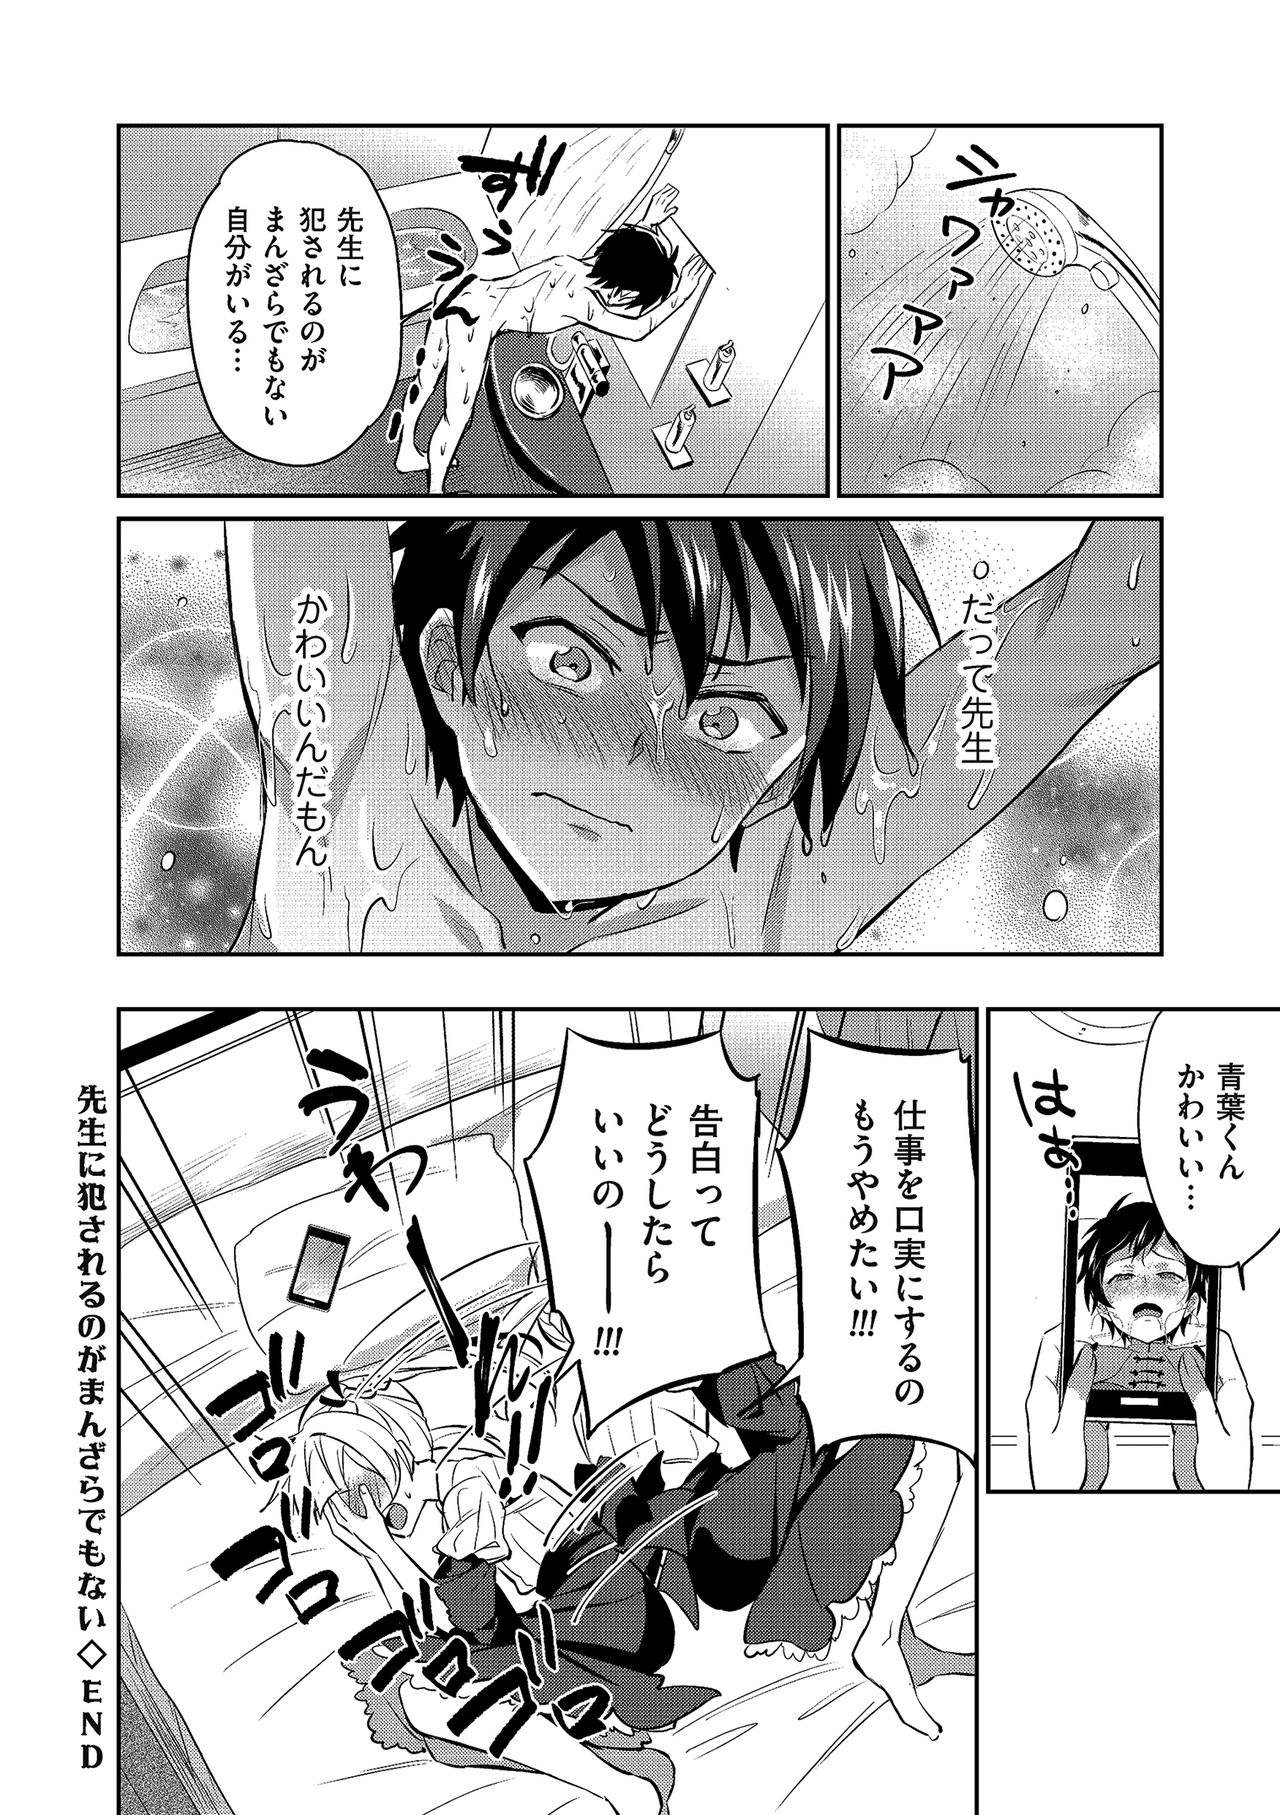 シャワァァァ
先生に
犯されるのが
まんざらでもない
自分がいる…
ずうぅん
だって先生
かわいいんだもん
青葉くん
かわいい…
はぁ…
仕事を口実にするの
もうやめたい!!!
告白って
どうしたら
いいの――!!!
うわ
ゴロ
ゴロ
ゴロ
ゴロ
先生に犯されるのがまんざらでもない◇END